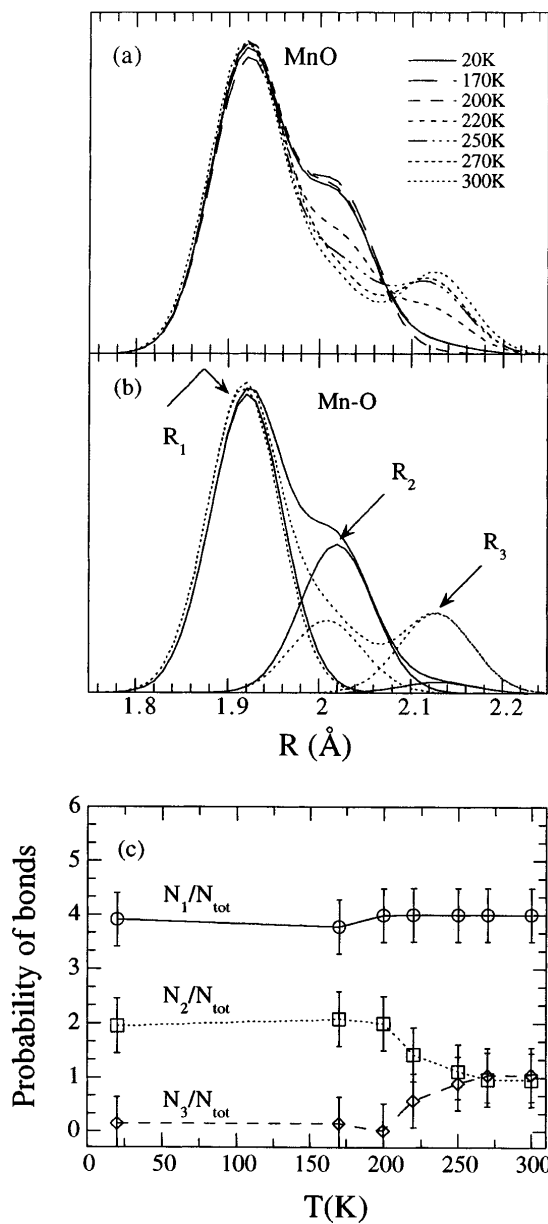 (a)
MnO
20K
170K
200K
220K
250K
270K
300K
(b)
Mn-O
R1
R2
R3
1.8 1.9 2 2.1 2.2
R (Å)
(c)
Probability of bonds
6
5
4
3
2
1
0
N1/Ntot
N2/Ntot
N3/Ntot
0 50 100 150 200 250 300
T(K)